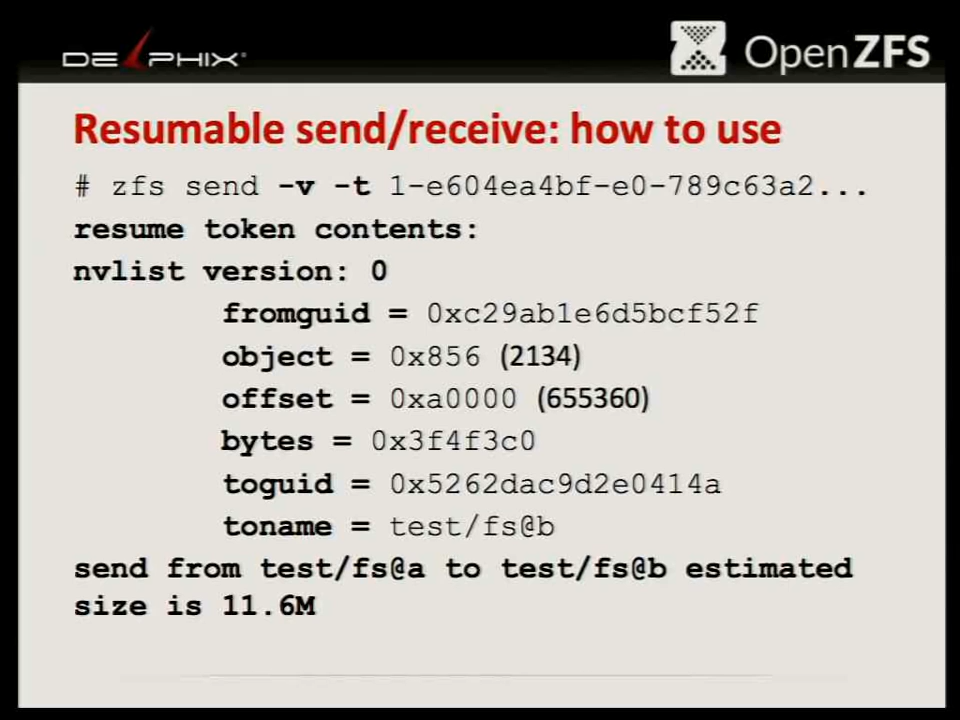 DELPHIX
OpenZFS
Resumable send/receive: how to use
# zfs send -v -t 1-e604ea4bf-e0-789c63a2...
resume token contents:
nvlist version: 0
fromguid = 0xc29ab1e6d5bcf52f
object = 0x856 (2134)
offset = 0xa0000 (655360)
bytes = 0x3f4f3c0
toguid = 0x5262dac9d2e0414a
toname = test/fs@b
send from test/fs@a to test/fs@b estimated
size is 11.6M